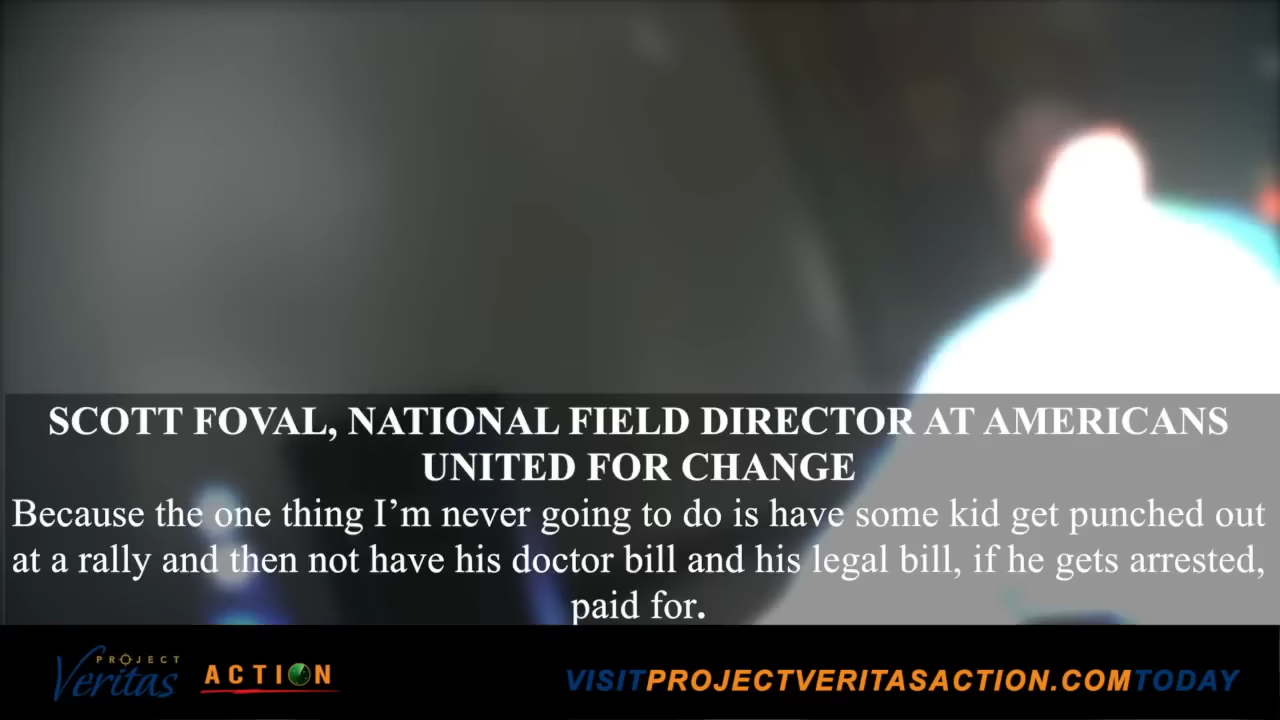 SCOTT FOVAL, NATIONAL FIELD DIRECTOR AT AMERICANS
UNITED FOR CHANGE
Because the one thing I’m never going to do is have some kid get punched out
at a rally and then not have his doctor bill and his legal bill, if he gets arrested,
paid for.
PROJECT
Veritas ACTION
VISITPROJECTVERITASACTION.COMTODAY